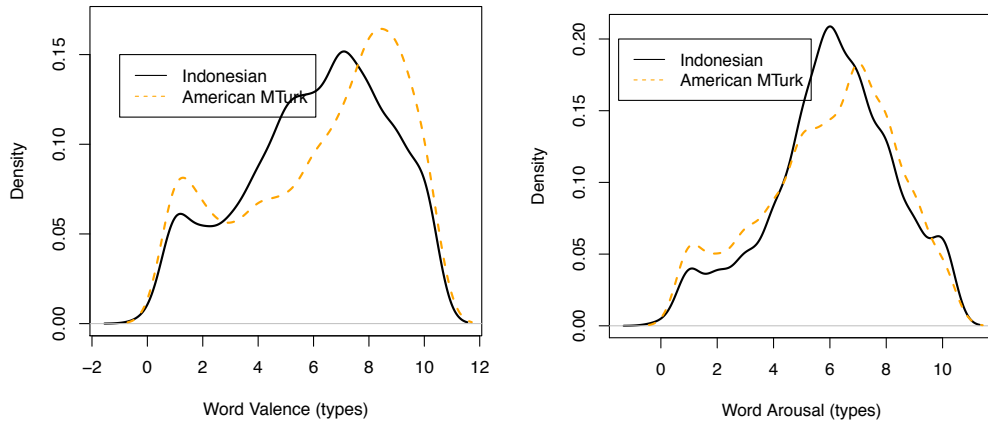 Indonesian
American MTurk
Density
0.00
0.05
0.10
0.15
−2
0
2
4
6
8
10
12
Word Valence (types)
Indonesian
American MTurk
Density
0.00
0.05
0.10
0.15
0.20
0
2
4
6
8
10
Word Arousal (types)